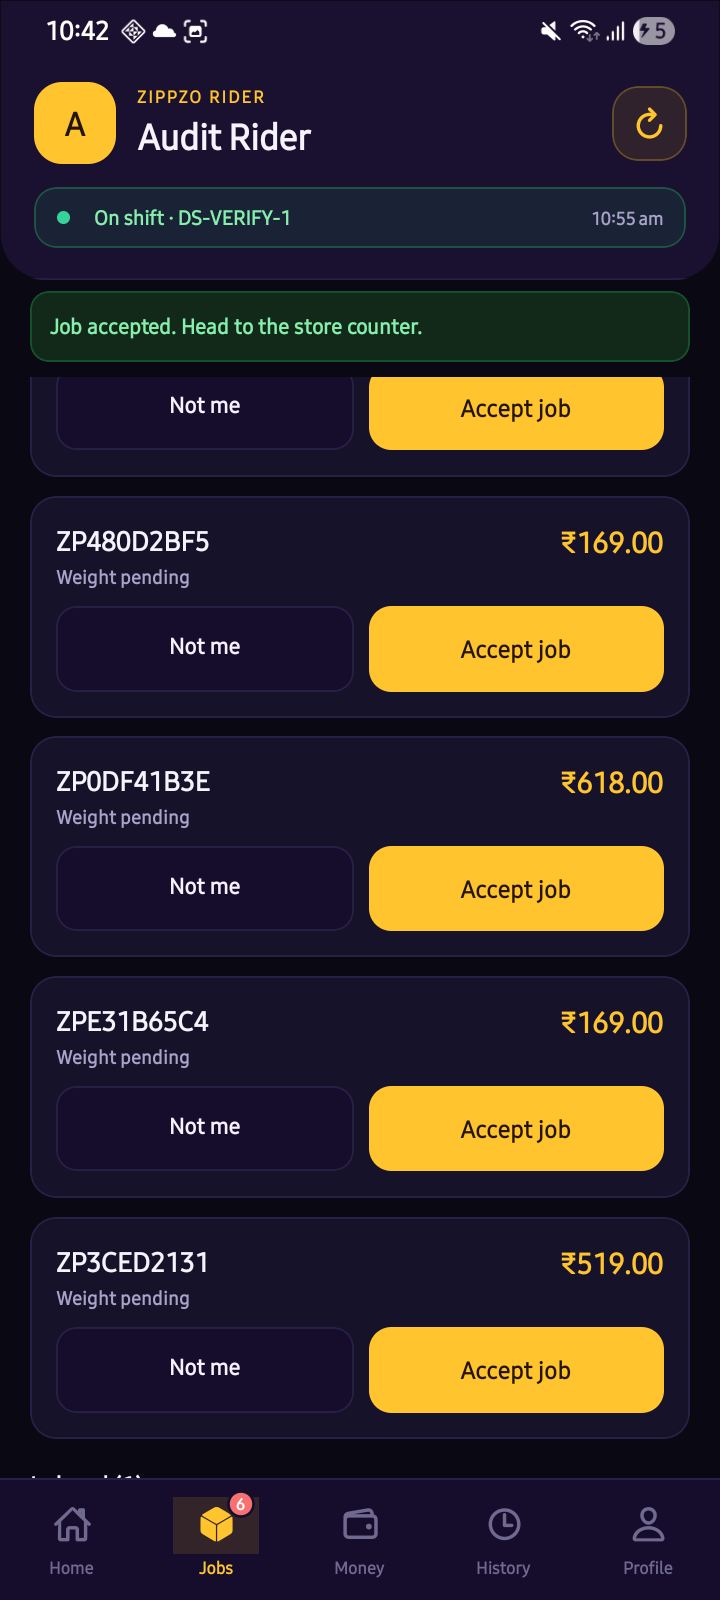 10:42
5
A
ZIPPZO RIDER
Audit Rider
On shift · DS-VERIFY-1
10:55 am
Job accepted. Head to the store counter.
Not me
Accept job
ZP480D2BF5
₹169.00
Weight pending
Not me
Accept job
ZP0DF41B3E
₹618.00
Weight pending
Not me
Accept job
ZPE31B65C4
₹169.00
Weight pending
Not me
Accept job
ZP3CED2131
₹519.00
Weight pending
Not me
Accept job
6
Home
Jobs
Money
History
Profile